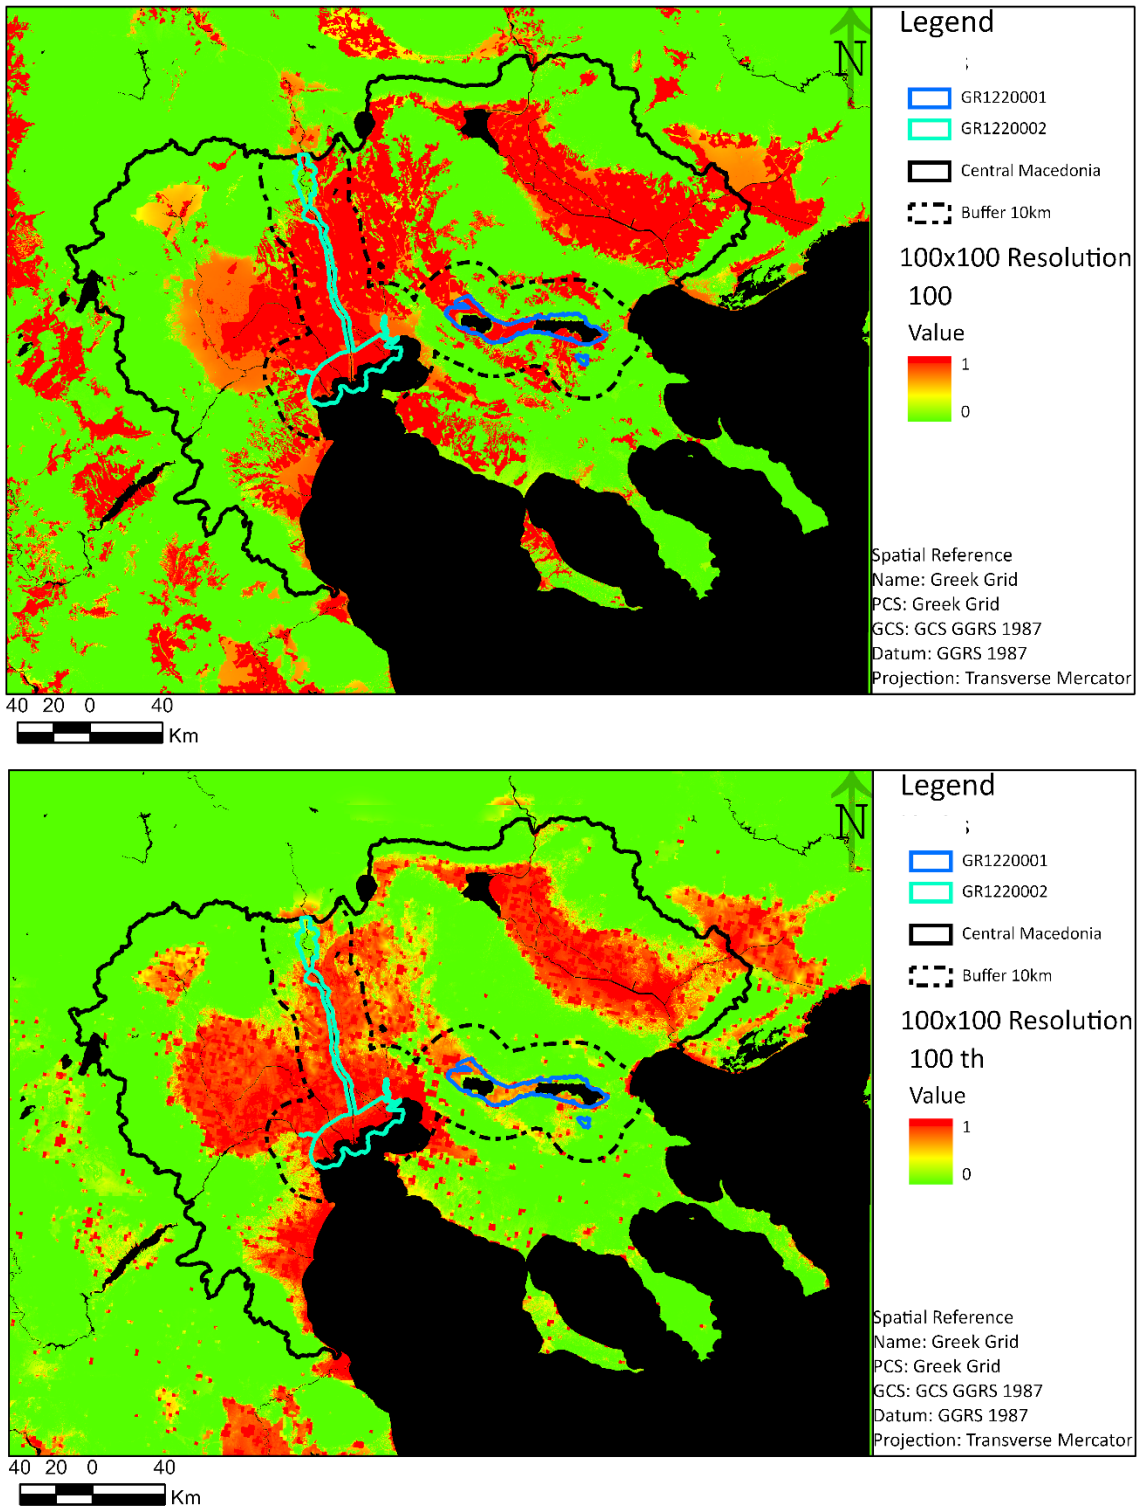 Legend
N
GR1220001
GR1220002
Central Macedonia
Buffer 10km
100x100 Resolution
100
Value
1
0
Spatial Reference
Name: Greek Grid
PCS: Greek Grid
GCS: GCS GGRS 1987
Datum: GGRS 1987
Projection: Transverse Mercator
40 20 0 40
Km
Legend
N
GR1220001
GR1220002
Central Macedonia
Buffer 10km
100x100 Resolution
100 th
Value
1
0
Spatial Reference
Name: Greek Grid
PCS: Greek Grid
GCS: GCS GGRS 1987
Datum: GGRS 1987
Projection: Transverse Mercator
40 20 0 40
Km